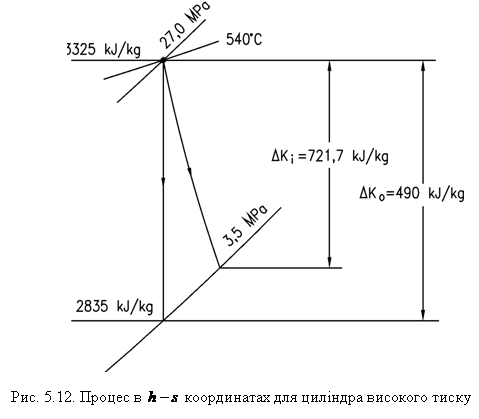 27,0 MPa
540°C
3325 kJ/kg
ΔKi=721,7 kJ/kg
ΔKo=490 kJ/kg
3,5 MPa
2835 kJ/kg
Рис. 5.12. Процес в h – s координатах для циліндра високого тиску